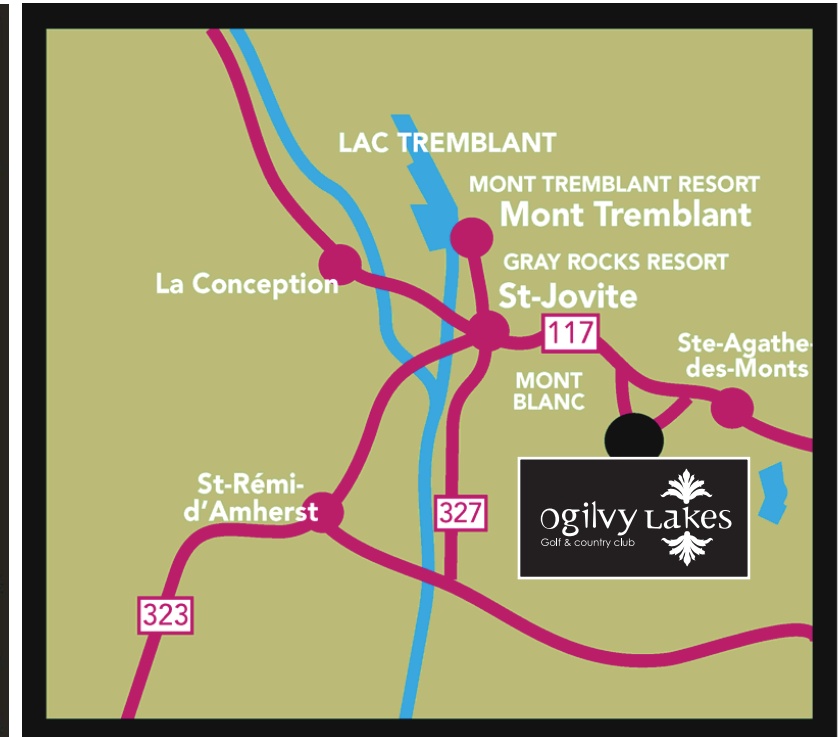 LAC TREMBLANT
MONT TREMBLANT RESORT
Mont Tremblant
GRAY ROCKS RESORT
La Conception
St-Jovite
117
Ste-Agathe-
des-Monts
MONT
BLANC
St-Rémi-
d'Amherst
327
ogilvy Lakes
Golf & country club
323